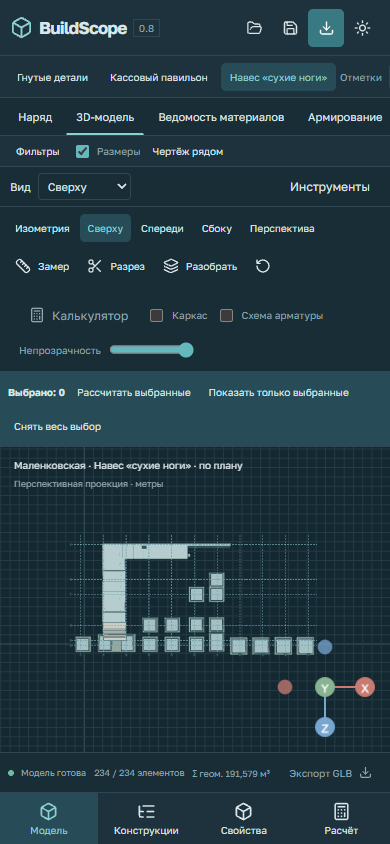 BuildScope 0.8
Гнутые детали Кассовый павильон Навес «сухие ноги» Отметки
Наряд 3D-модель Ведомость материалов Армирование
Фильтры Размеры Чертёж рядом
Вид Сверху Инструменты
Изометрия Сверху Спереди Сбоку Перспектива
Замер Разрез Разобрать
Калькулятор Каркас Схема арматуры
Непрозрачность
Выбрано: 0 Рассчитать выбранные Показать только выбранные
Снять весь выбор
Маленковская · Навес «сухие ноги» · по плану
Перспективная проекция · метры
Y X
Z
Модель готова 234 / 234 элементов Σ геом. 191,579 м³ Экспорт GLB
Модель Конструкции Свойства Расчёт